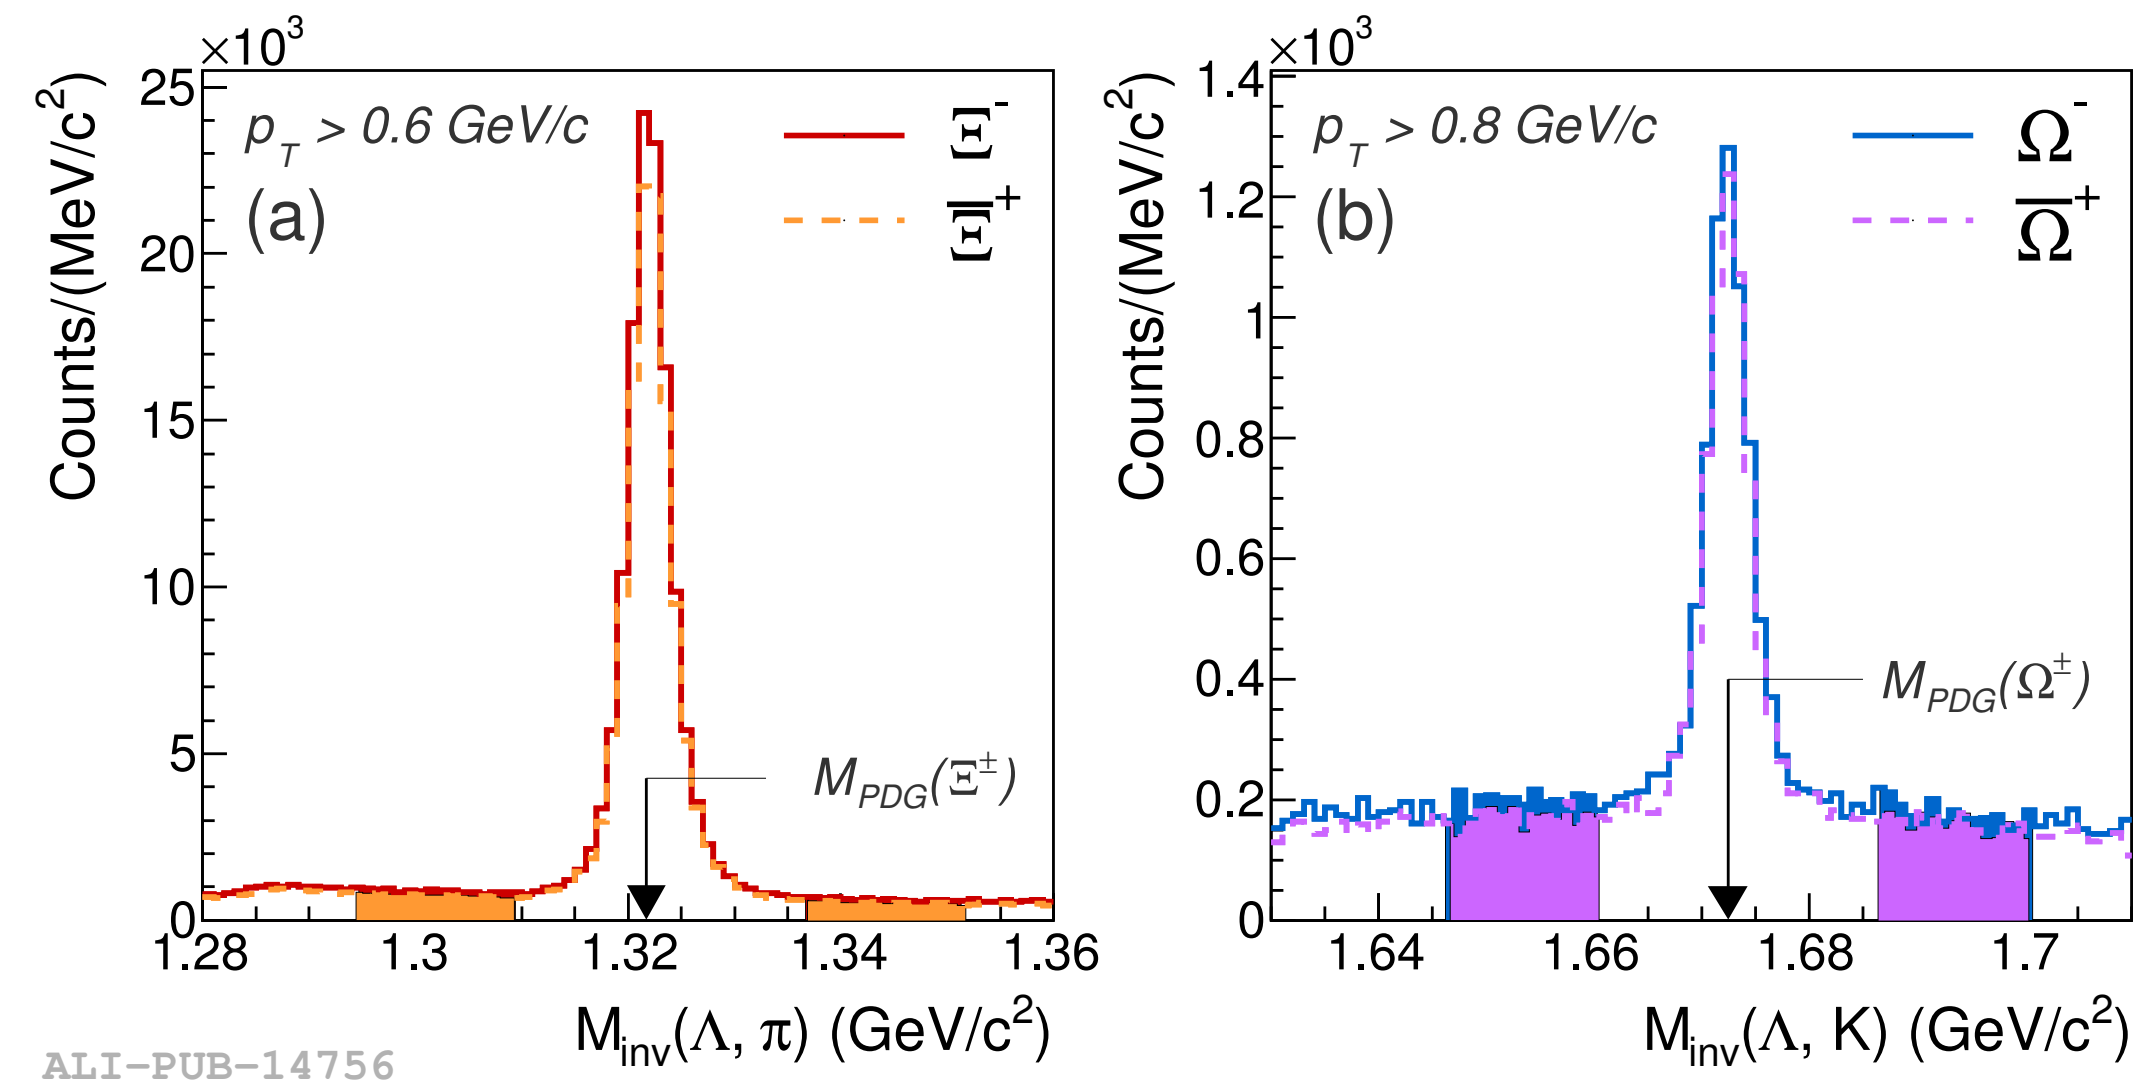 ×10³
Counts/(MeV/c²)
25
20
15
10
5
0
p_T > 0.6 GeV/c
(a)
Ξ⁻
Ξ̅⁺
M_PDG(Ξ^±)
1.28 1.3 1.32 1.34 1.36
M_inv(Λ, π) (GeV/c²)
×10³
Counts/(MeV/c²)
1.4
1.2
1
0.8
0.6
0.4
0.2
0
p_T > 0.8 GeV/c
(b)
Ω⁻
Ω̅⁺
M_PDG(Ω^±)
1.64 1.66 1.68 1.7
M_inv(Λ, K) (GeV/c²)
ALI-PUB-14756